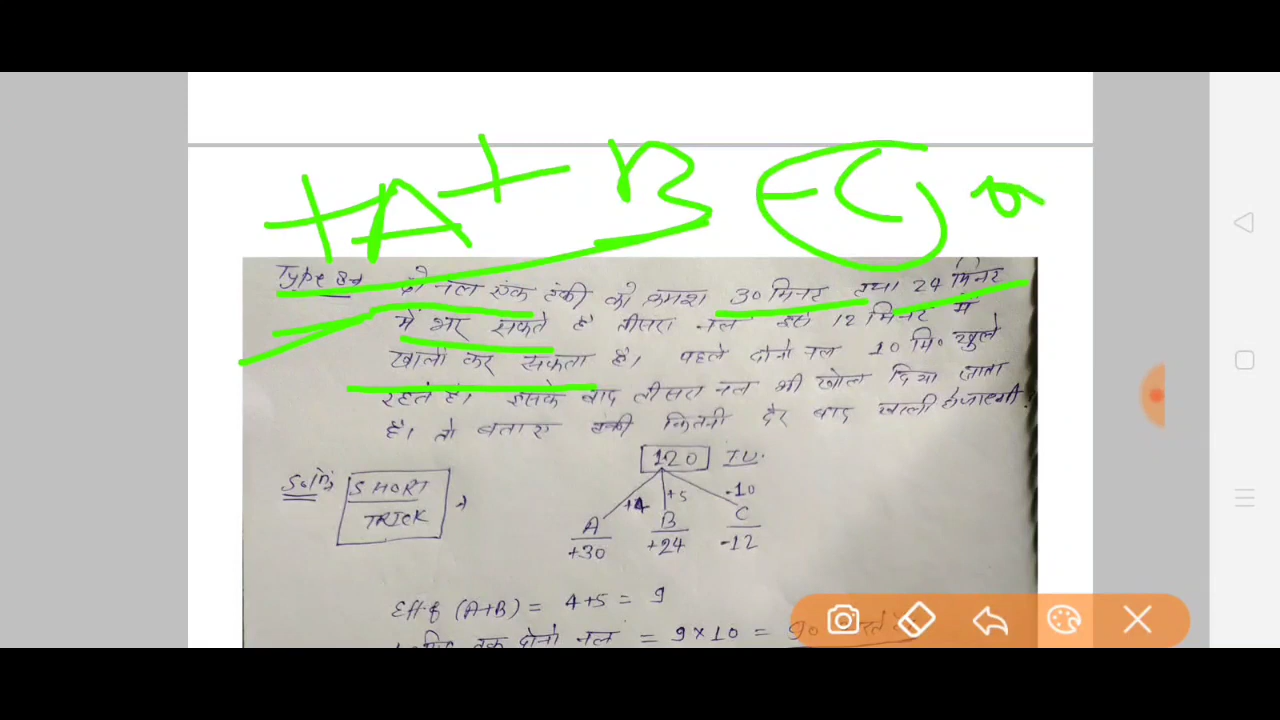 +A + B -C
Type 8→ दो नल एक टंकी को क्रमश 30 मिनट तथा 24 मिनट
में भर सकते है तीसरा नल इसे 12 मिनट में
खाली कर सकता है। पहले दोनो नल 10 मि० खुले
रहते है। इसके बाद तीसरा नल भी खोल दिया जाता
है। तो बताए टंकी कितनी देर बाद खाली होजाएगी
Soln. SHORT TRICK →
120 T.U.
+4 +5 -10
A B C
+30 +24 -12
Eff. of (A+B) = 4+5 = 9
तक दोनो नल = 9×10 = 90